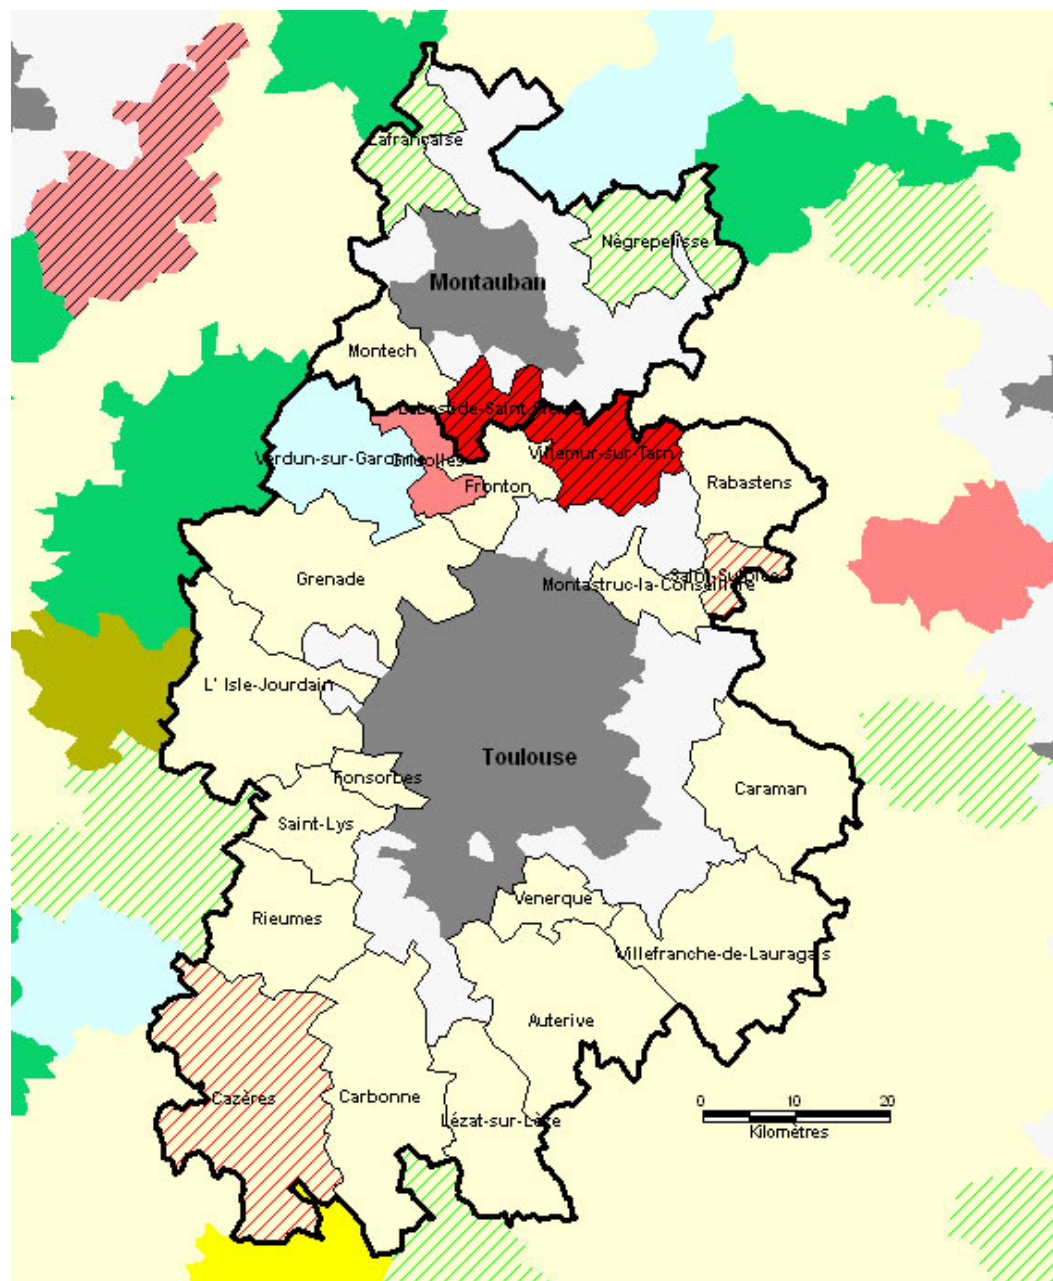 Lafrançaise
Nègrepelisse
Montauban
Montech
Labastide-Saint-Pierre
Verdun-sur-Garonne
Grisolles
Villemur-sur-Tarn
Fronton
Rabastens
Grenade
Montastruc-la-Conseillère
Saint-Sulpice
L' Isle-Jourdain
Toulouse
Fonsorbes
Caraman
Saint-Lys
Venerque
Rieumes
Villefranche-de-Lauragais
Auterive
Cazères
Carbonne
Lézat-sur-Lèze
0 10 20
Kilomètres